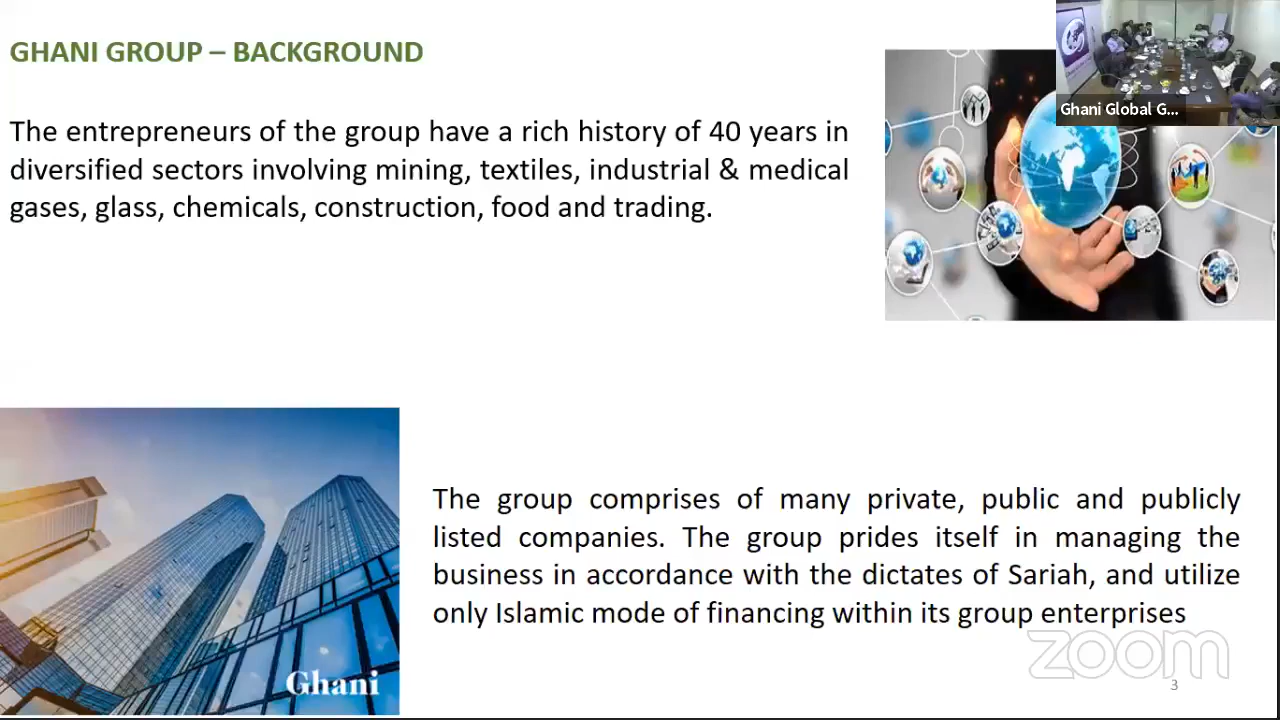 GHANI GROUP – BACKGROUND
Ghani Global G...
The entrepreneurs of the group have a rich history of 40 years in
diversified sectors involving mining, textiles, industrial & medical
gases, glass, chemicals, construction, food and trading.
The group comprises of many private, public and publicly
listed companies. The group prides itself in managing the
business in accordance with the dictates of Sariah, and utilize
only Islamic mode of financing within its group enterprises
Ghani
zoom
3